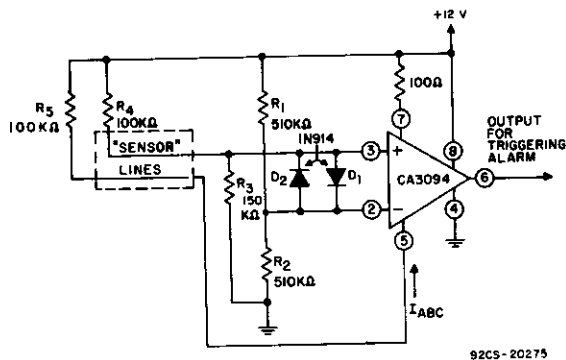 +12 V
R5
100KΩ
R4
100KΩ
"SENSOR"
LINES
R1
510KΩ
100Ω
7
1N914
3
+
8
OUTPUT
FOR
TRIGGERING
ALARM
D2
D1
CA3094
6
R3
150
KΩ
2
-
4
5
R2
510KΩ
IABC
92CS-20275